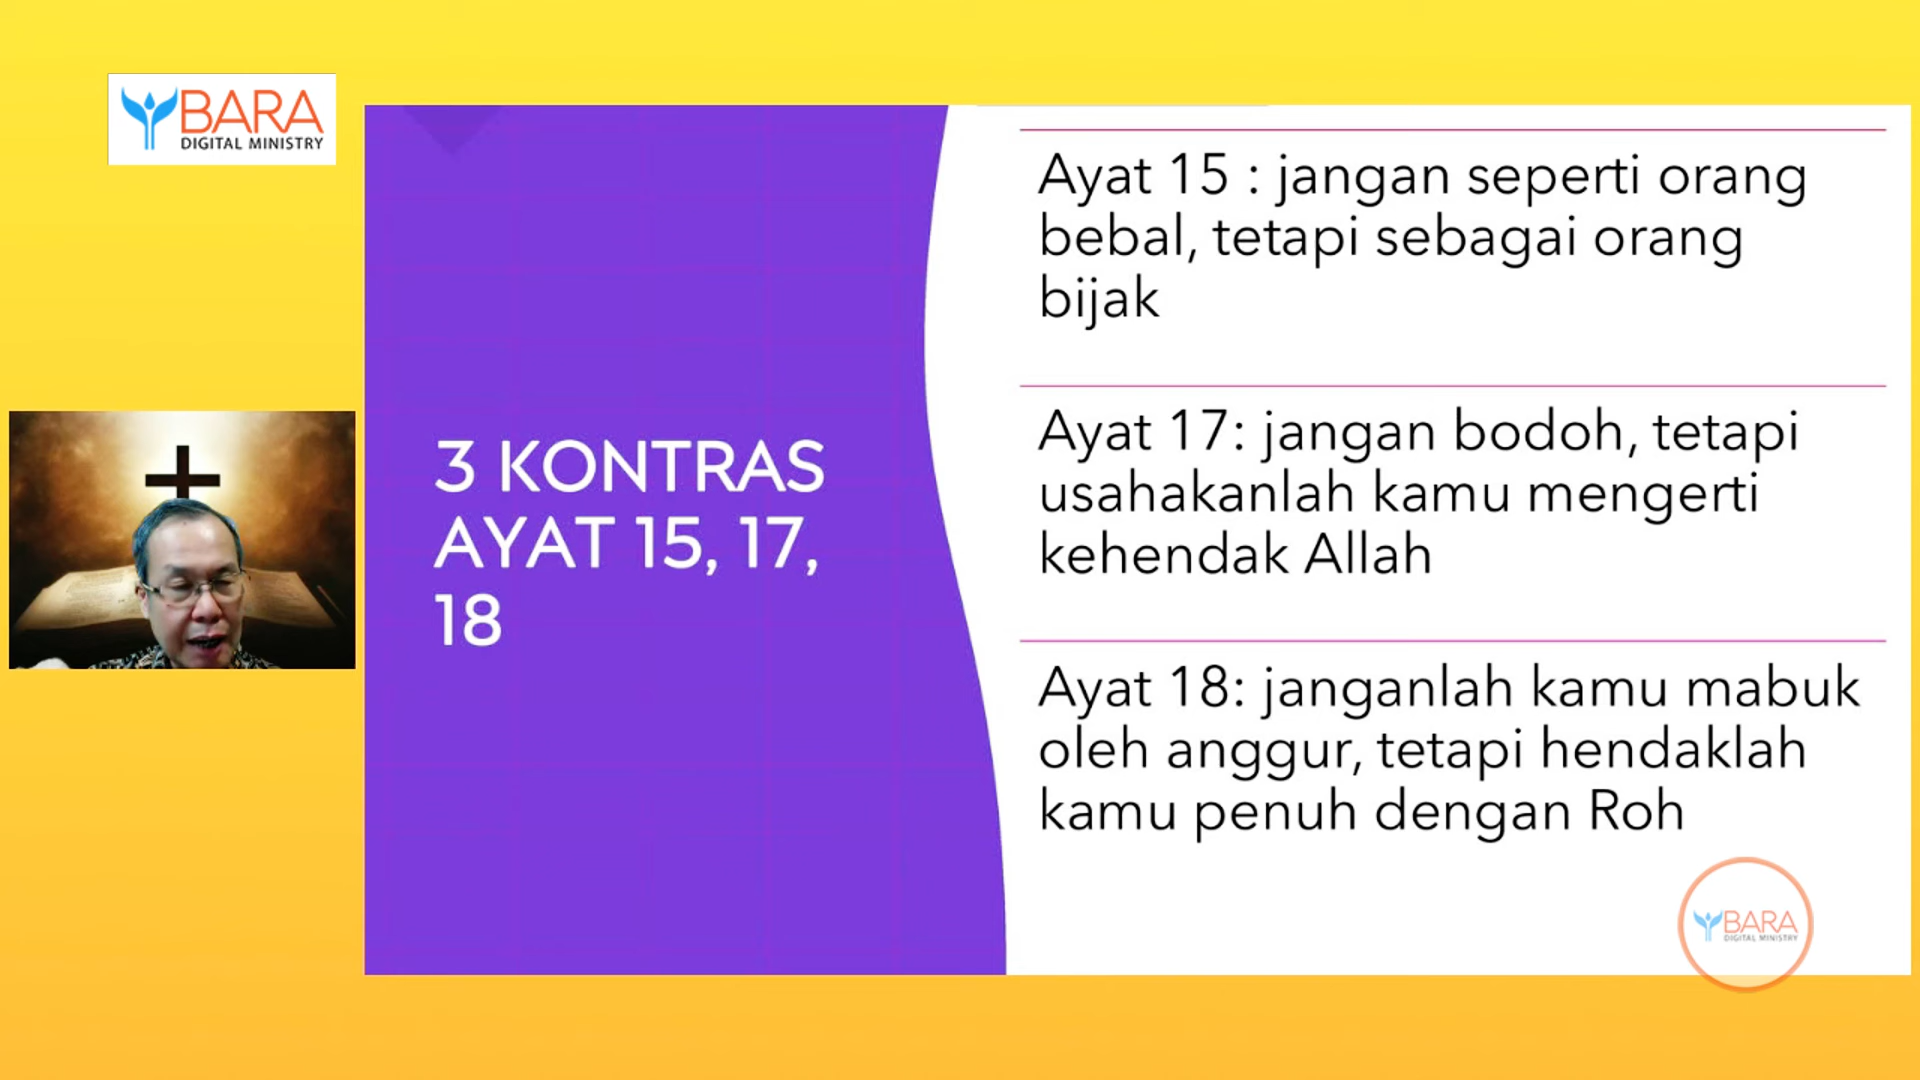 BARA
DIGITAL MINISTRY
3 KONTRAS
AYAT 15, 17,
18
Ayat 15 : jangan seperti orang
bebal, tetapi sebagai orang
bijak
Ayat 17: jangan bodoh, tetapi
usahakanlah kamu mengerti
kehendak Allah
Ayat 18: janganlah kamu mabuk
oleh anggur, tetapi hendaklah
kamu penuh dengan Roh
BARA
DIGITAL MINISTRY